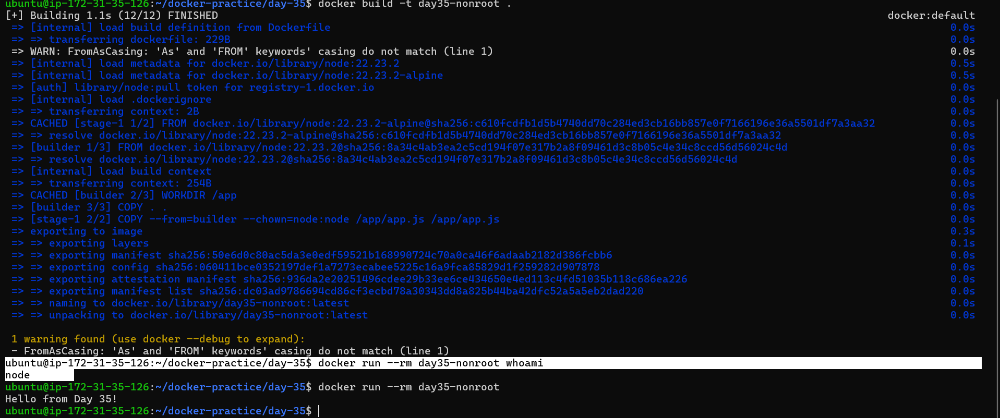 ubuntu@ip-172-31-35-126:~/docker-practice/day-35$ docker build -t day35-nonroot .
[+] Building 1.1s (12/12) FINISHED docker:default
=> [internal] load build definition from Dockerfile 0.0s
=> => transferring dockerfile: 229B 0.0s
=> WARN: FromAsCasing: 'As' and 'FROM' keywords' casing do not match (line 1) 0.0s
=> [internal] load metadata for docker.io/library/node:22.23.2 0.5s
=> [internal] load metadata for docker.io/library/node:22.23.2-alpine 0.5s
=> [auth] library/node:pull token for registry-1.docker.io 0.0s
=> [internal] load .dockerignore 0.0s
=> => transferring context: 2B 0.0s
=> CACHED [stage-1 1/2] FROM docker.io/library/node:22.23.2-alpine@sha256:c610fcdfb1d5b4740dd70c284ed3cb16bb857e0f7166196e36a5501df7a3aa32 0.0s
=> => resolve docker.io/library/node:22.23.2-alpine@sha256:c610fcdfb1d5b4740dd70c284ed3cb16bb857e0f7166196e36a5501df7a3aa32 0.0s
=> [builder 1/3] FROM docker.io/library/node:22.23.2@sha256:8a34c4ab3ea2c5cd194f07e317b2a8f09461d3c8b05c4e34c8ccd56d56024c4d 0.0s
=> => resolve docker.io/library/node:22.23.2@sha256:8a34c4ab3ea2c5cd194f07e317b2a8f09461d3c8b05c4e34c8ccd56d56024c4d 0.0s
=> [internal] load build context 0.0s
=> => transferring context: 254B 0.0s
=> CACHED [builder 2/3] WORKDIR /app 0.0s
=> [builder 3/3] COPY . . 0.0s
=> [stage-1 2/2] COPY --from=builder --chown=node:node /app/app.js /app/app.js 0.0s
=> exporting to image 0.3s
=> => exporting layers 0.1s
=> => exporting manifest sha256:50e6d0c80ac5da3e0edf59521b168990724c70a0ca46f6adaab2182d386fcbb6 0.0s
=> => exporting config sha256:060411bce0352197def1a7273ecabee5225c16a9fca85829d1f259282d907878 0.0s
=> => exporting attestation manifest sha256:936da2e20251496cdee29b33ee6ce434650e4ed113c4fd51035b118c686ea226 0.0s
=> => exporting manifest list sha256:dc03ad9786694cd86cf3ecbd78a30343dd8a825b44ba42dfc52a5a5eb2dad220 0.0s
=> => naming to docker.io/library/day35-nonroot:latest 0.0s
=> => unpacking to docker.io/library/day35-nonroot:latest 0.0s
1 warning found (use docker --debug to expand):
- FromAsCasing: 'As' and 'FROM' keywords' casing do not match (line 1)
ubuntu@ip-172-31-35-126:~/docker-practice/day-35$ docker run --rm day35-nonroot whoami
node
ubuntu@ip-172-31-35-126:~/docker-practice/day-35$ docker run --rm day35-nonroot
Hello from Day 35!
ubuntu@ip-172-31-35-126:~/docker-practice/day-35$